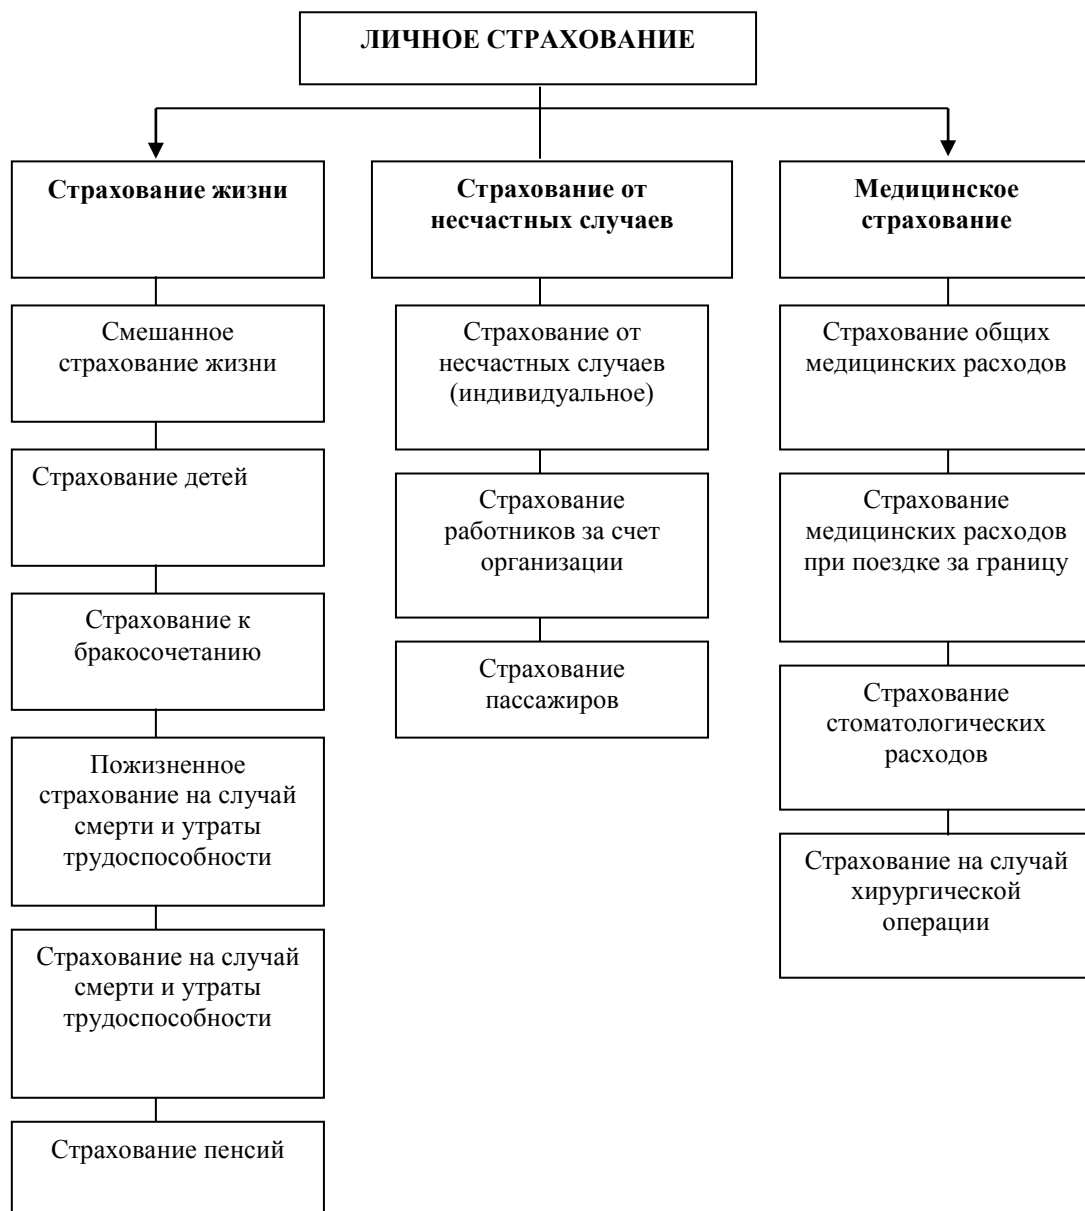 ЛИЧНОЕ СТРАХОВАНИЕ
Страхование жизни
Смешанное
страхование жизни
Страхование детей
Страхование к
бракосочетанию
Пожизненное
страхование на случай
смерти и утраты
трудоспособности
Страхование на случай
смерти и утраты
трудоспособности
Страхование пенсий
Страхование от
несчастных случаев
Страхование от
несчастных случаев
(индивидуальное)
Страхование
работников за счет
организации
Страхование
пассажиров
Медицинское
страхование
Страхование общих
медицинских расходов
Страхование
медицинских расходов
при поездке за границу
Страхование
стоматологических
расходов
Страхование на случай
хирургической
операции